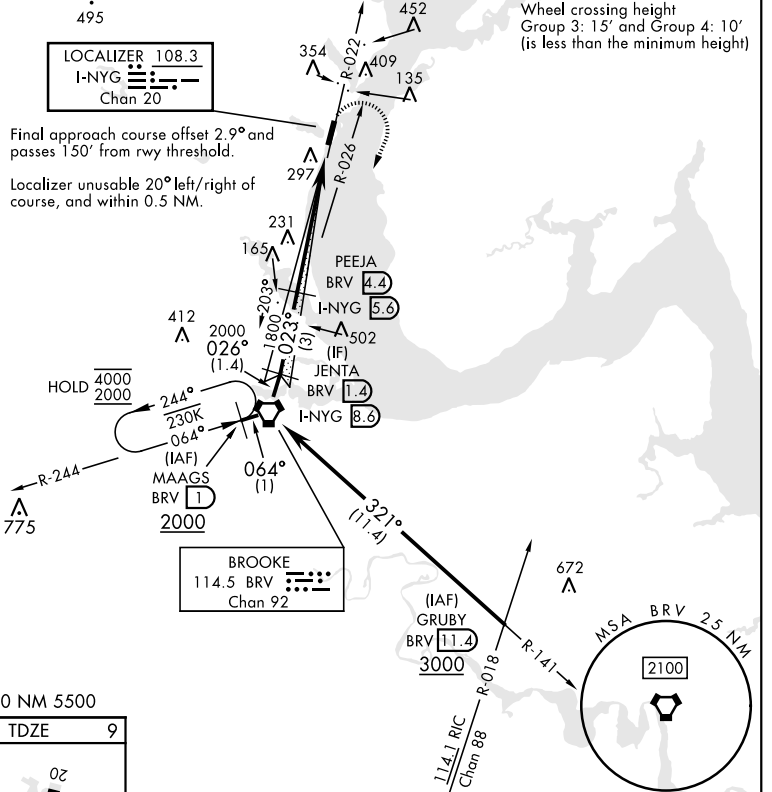 495
452
Wheel crossing height
Group 3: 15' and Group 4: 10'
(is less than the minimum height)
LOCALIZER 108.3
I-NYG
Chan 20
354
R-022
409
135
Final approach course offset 2.9° and
passes 150' from rwy threshold.
Localizer unusable 20° left/right of
course, and within 0.5 NM.
297
R-026
231
165
PEEJA
BRV 4.4
I-NYG 5.6
203°
1800
023°
(3)
412
502
2000
026°
(1.4)
(IF)
JENTA
BRV 1.4
I-NYG 8.6
HOLD 4000
2000
244°
230K
064°
R-244
(IAF)
MAAGS
BRV 1
2000
064°
(1)
775
321°
(11.4)
BROOKE
114.5 BRV
Chan 92
672
(IAF)
GRUBY
BRV 11.4
3000
R-141
R-018
114.1 RIC
Chan 88
MSA BRV 25 NM
2100
0 NM 5500
TDZE 9
20